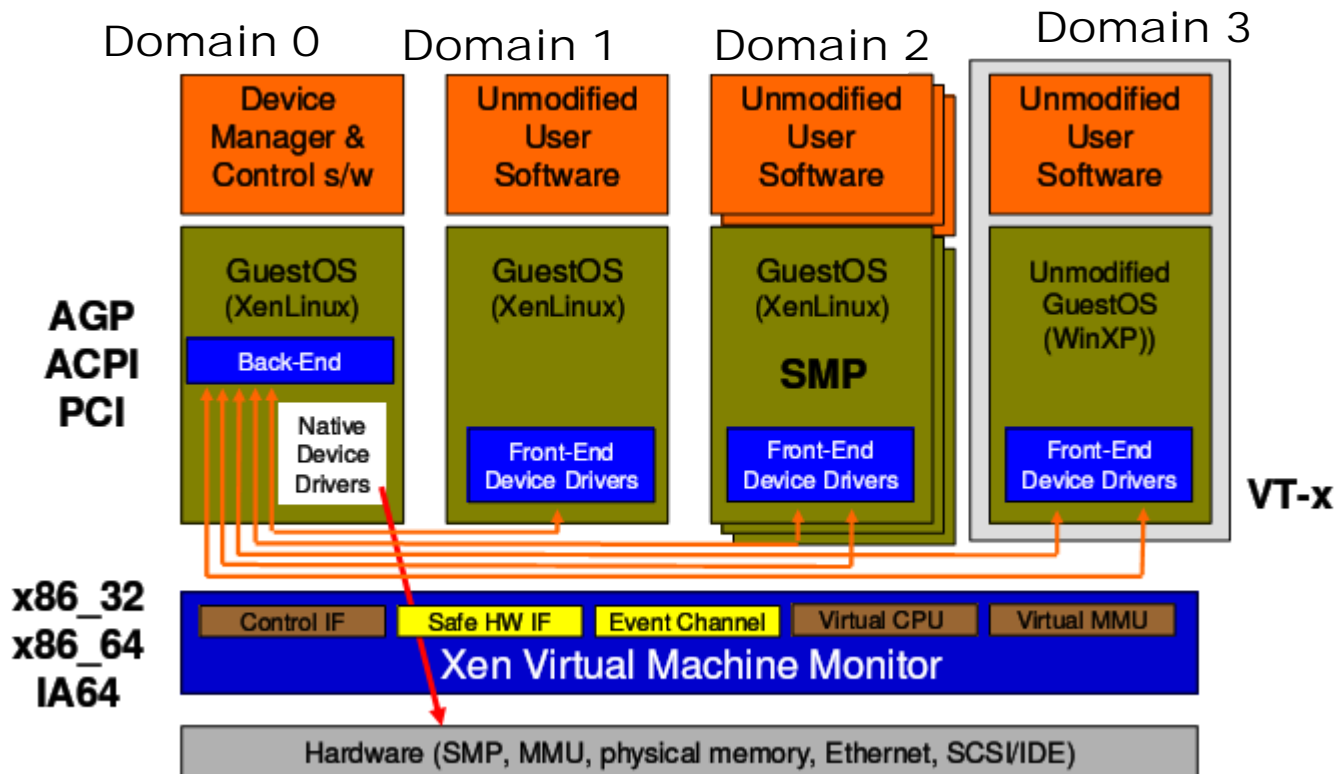 Domain 0
Domain 1
Domain 2
Domain 3
Device
Manager &
Control s/w
Unmodified
User
Software
Unmodified
User
Software
Unmodified
User
Software
GuestOS
(XenLinux)
Back-End
Native
Device
Drivers
GuestOS
(XenLinux)
Front-End
Device Drivers
GuestOS
(XenLinux)
SMP
Front-End
Device Drivers
Unmodified
GuestOS
(WinXP))
Front-End
Device Drivers
AGP
ACPI
PCI
VT-x
x86_32
x86_64
IA64
Control IF
Safe HW IF
Event Channel
Virtual CPU
Virtual MMU
Xen Virtual Machine Monitor
Hardware (SMP, MMU, physical memory, Ethernet, SCSI/IDE)